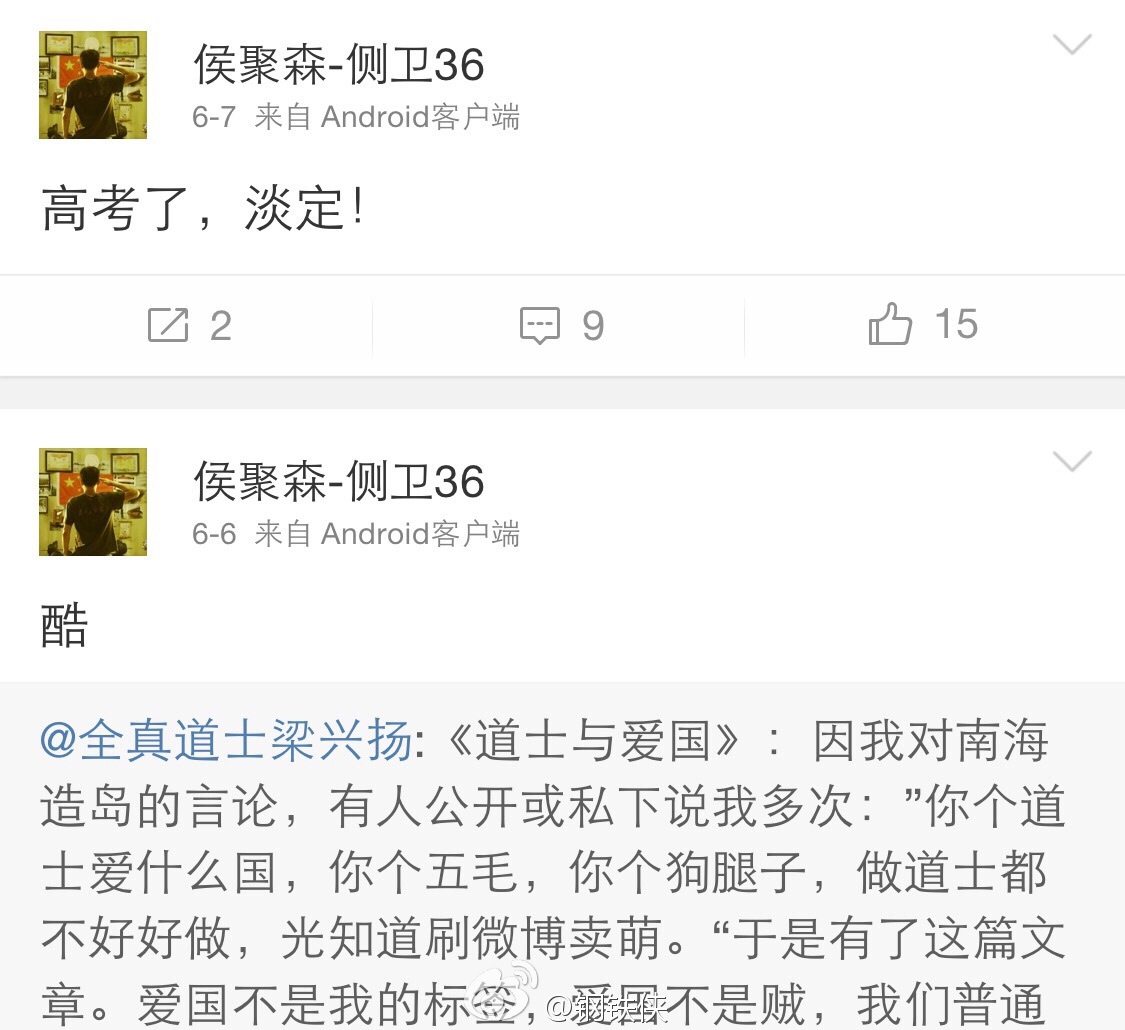 侯聚森-侧卫36
6-7 来自 Android客户端
高考了，淡定！
2
9
15
侯聚森-侧卫36
6-6 来自 Android客户端
酷
@全真道士梁兴扬:《道士与爱国》：因我对南海
造岛的言论，有人公开或私下说我多次：”你个道
士爱什么国，你个五毛，你个狗腿子，做道士都
不好好做，光知道刷微博卖萌。“于是有了这篇文
章。爱国不是我的标签，爱国不是贼，我们普通
@钢铁侠